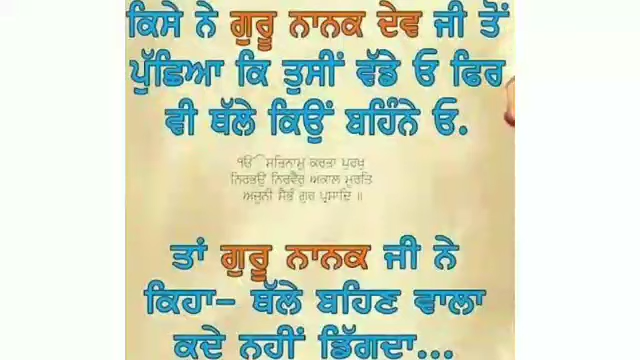 ਕਿਸੇ ਨੇ ਗੁਰੂ ਨਾਨਕ ਦੇਵ ਜੀ ਤੋਂ
ਪੁੱਛਿਆ ਕਿ ਤੁਸੀਂ ਵੱਡੇ ਓ ਫਿਰ
ਵੀ ਥੱਲੇ ਕਿਉਂ ਬਹਿੰਨੇ ਓ.
ੴ ਸਤਿਨਾਮੁ ਕਰਤਾ ਪੁਰਖੁ
ਨਿਰਭਉ ਨਿਰਵੈਰੁ ਅਕਾਲ ਮੂਰਤਿ
ਅਜੂਨੀ ਸੈਭੰ ਗੁਰ ਪ੍ਰਸਾਦਿ ॥
ਤਾਂ ਗੁਰੂ ਨਾਨਕ ਜੀ ਨੇ
ਕਿਹਾ– ਥੱਲੇ ਬਹਿਣ ਵਾਲਾ
ਕਦੇ ਨਹੀਂ ਡਿੱਗਦਾ...